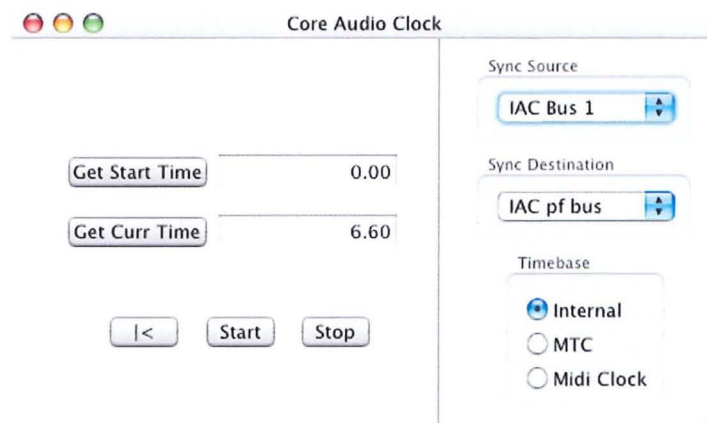 Core Audio Clock
Get Start Time 0.00
Get Curr Time 6.60
|< Start Stop
Sync Source
IAC Bus 1
Sync Destination
IAC pf bus
Timebase
Internal
MTC
Midi Clock